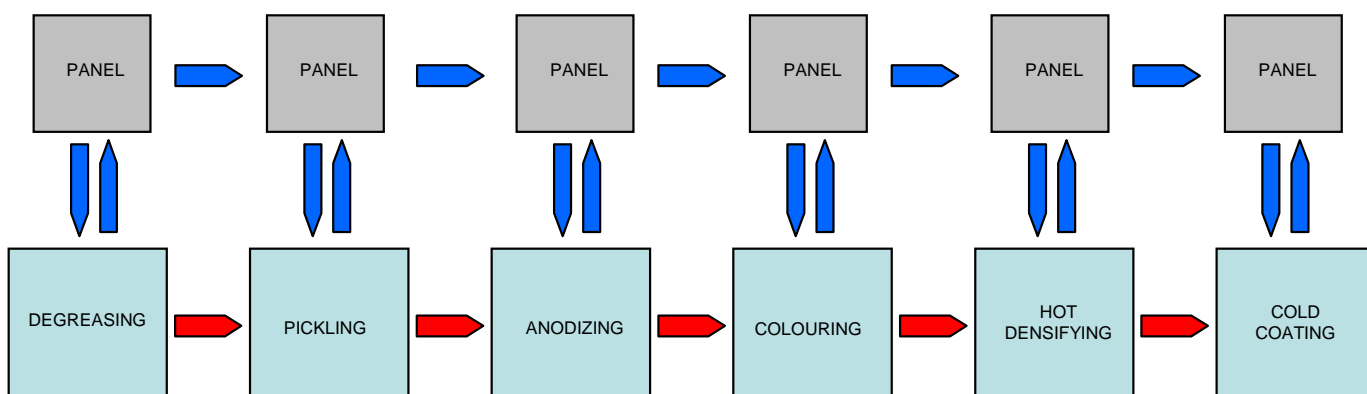 PANEL
PANEL
PANEL
PANEL
PANEL
PANEL
DEGREASING
PICKLING
ANODIZING
COLOURING
HOT
DENSIFYING
COLD
COATING